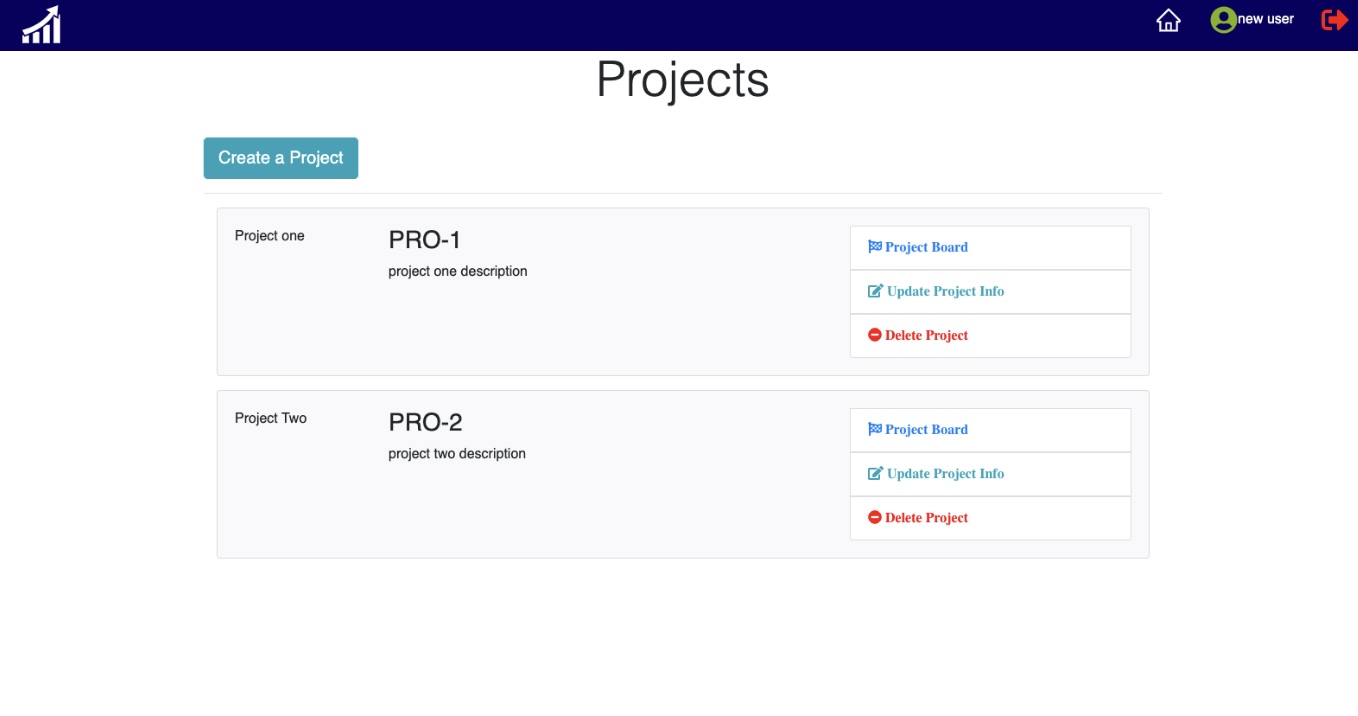 new user
Projects
Create a Project
Project one
PRO-1
project one description
Project Board
Update Project Info
Delete Project
Project Two
PRO-2
project two description
Project Board
Update Project Info
Delete Project